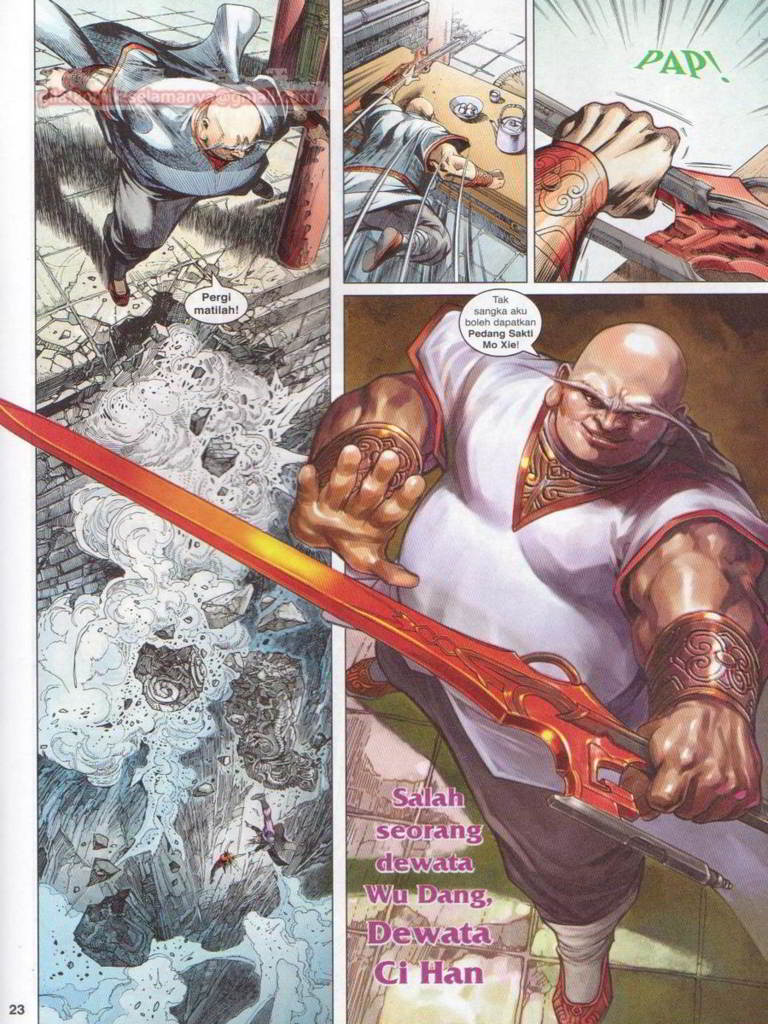 Pergi
matilah!
PAP!
Tak
sangka aku
boleh dapatkan
Pedang Sakti
Mo Xie!
Salah
seorang
dewata
Wu Dang,
Dewata
Ci Han
23